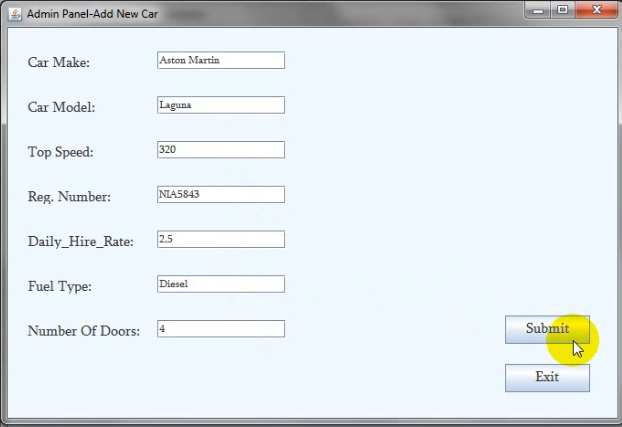 Admin Panel-Add New Car
Car Make: Aston Martin
Car Model: Laguna
Top Speed: 320
Reg. Number: NIA5843
Daily_Hire_Rate: 2.5
Fuel Type: Diesel
Number Of Doors: 4
Submit
Exit